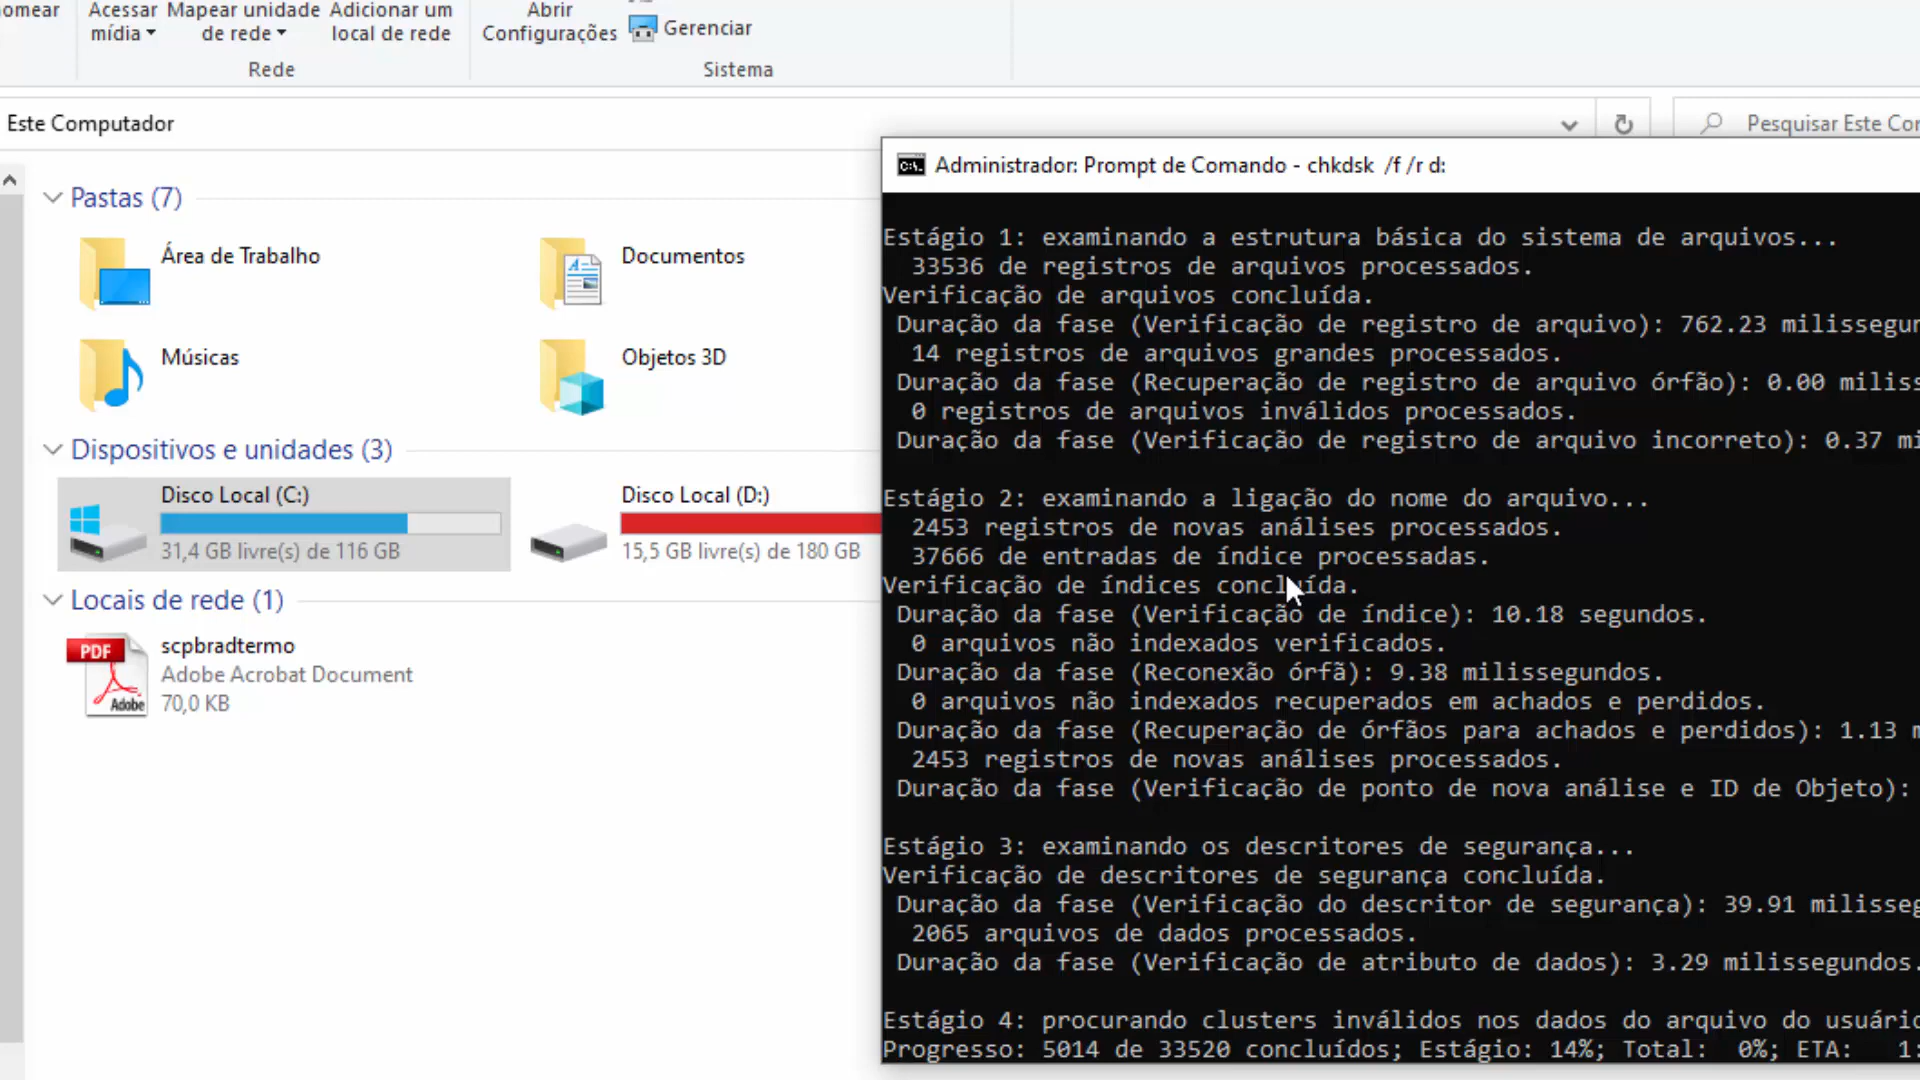 Acessar
mídia
Mapear unidade
de rede
Adicionar um
local de rede
Abrir
Configurações
Gerenciar
Rede
Sistema
Este Computador
Pesquisar Este
Pastas (7)
Área de Trabalho
Documentos
Músicas
Objetos 3D
Dispositivos e unidades (3)
Disco Local (C:)
31,4 GB livre(s) de 116 GB
Disco Local (D:)
15,5 GB livre(s) de 180 GB
Locais de rede (1)
PDF
Adobe
scpbradtermo
Adobe Acrobat Document
70,0 KB
C:\.
Administrador: Prompt de Comando - chkdsk /f /r d:
Estágio 1: examinando a estrutura básica do sistema de arquivos...
33536 de registros de arquivos processados.
Verificação de arquivos concluída.
Duração da fase (Verificação de registro de arquivo): 762.23
14 registros de arquivos grandes processados.
Duração da fase (Recuperação de registro de arquivo órfão): 0.00
0 registros de arquivos inválidos processados.
Duração da fase (Verificação de registro de arquivo incorreto): 0.37
Estágio 2: examinando a ligação do nome do arquivo...
2453 registros de novas análises processados.
37666 de entradas de índice processadas.
Verificação de índices concluída.
Duração da fase (Verificação de índice): 10.18 segundos.
0 arquivos não indexados verificados.
Duração da fase (Reconexão órfã): 9.38 milissegundos.
0 arquivos não indexados recuperados em achados e perdidos.
Duração da fase (Recuperação de órfãos para achados e perdidos): 1.13
2453 registros de novas análises processados.
Duração da fase (Verificação de ponto de nova análise e ID de Objeto):
Estágio 3: examinando os descritores de segurança...
Verificação de descritores de segurança concluída.
Duração da fase (Verificação do descritor de segurança): 39.91
2065 arquivos de dados processados.
Duração da fase (Verificação de atributo de dados): 3.29 milissegundos.
Estágio 4: procurando clusters inválidos nos dados do arquivo do usuário
Progresso: 5014 de 33520 concluídos; Estágio: 14%; Total: 0%; ETA: 1: